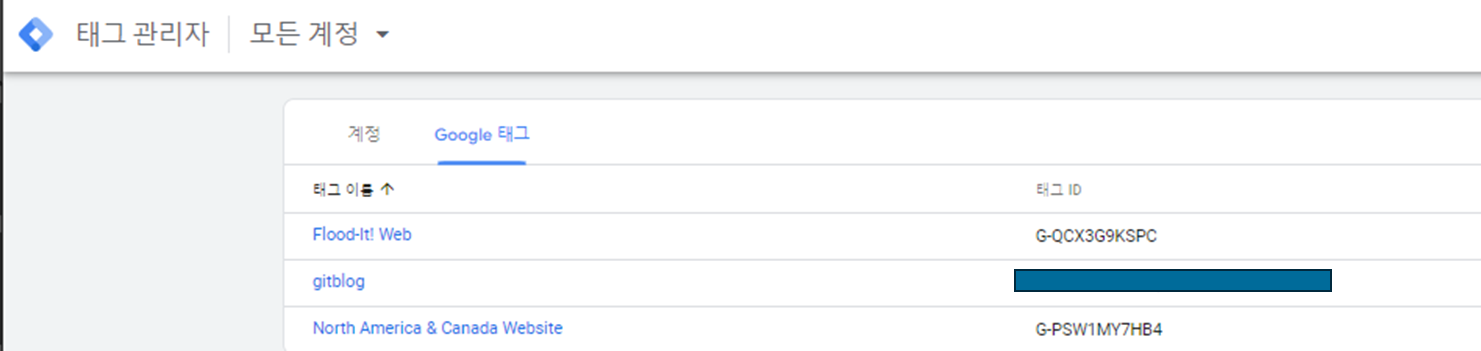 태그 관리자 모든 계정
계정 Google 태그
태그 이름 ↑ 태그 ID
Flood-It! Web G-QCX3G9KSPC
gitblog
North America & Canada Website G-PSW1MY7HB4